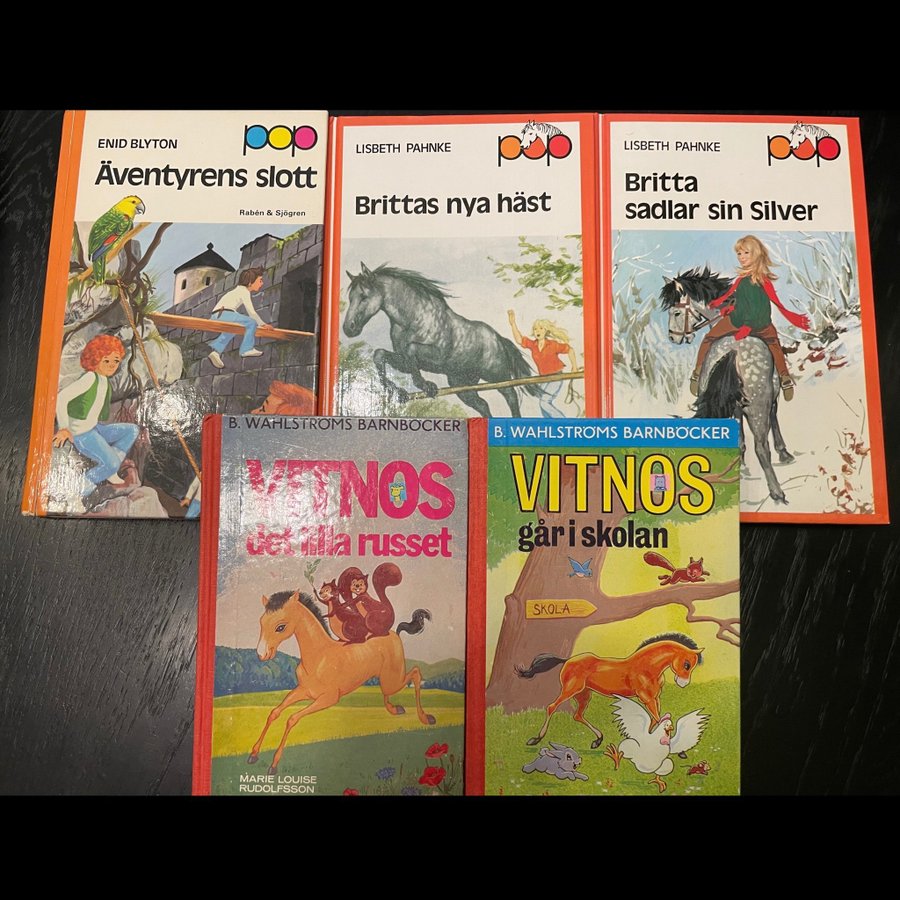 ENID BLYTON
pop
Äventyrens slott
Rabén & Sjögren
LISBETH PAHNKE
pop
Brittas nya häst
LISBETH PAHNKE
pop
Britta
sadlar sin Silver
B. WAHLSTRÖMS BARNBÖCKER
VITNOS
det lilla russet
MARIE LOUISE
RUDOLFSSON
B. WAHLSTRÖMS BARNBÖCKER
VITNOS
går i skolan
SKOLA